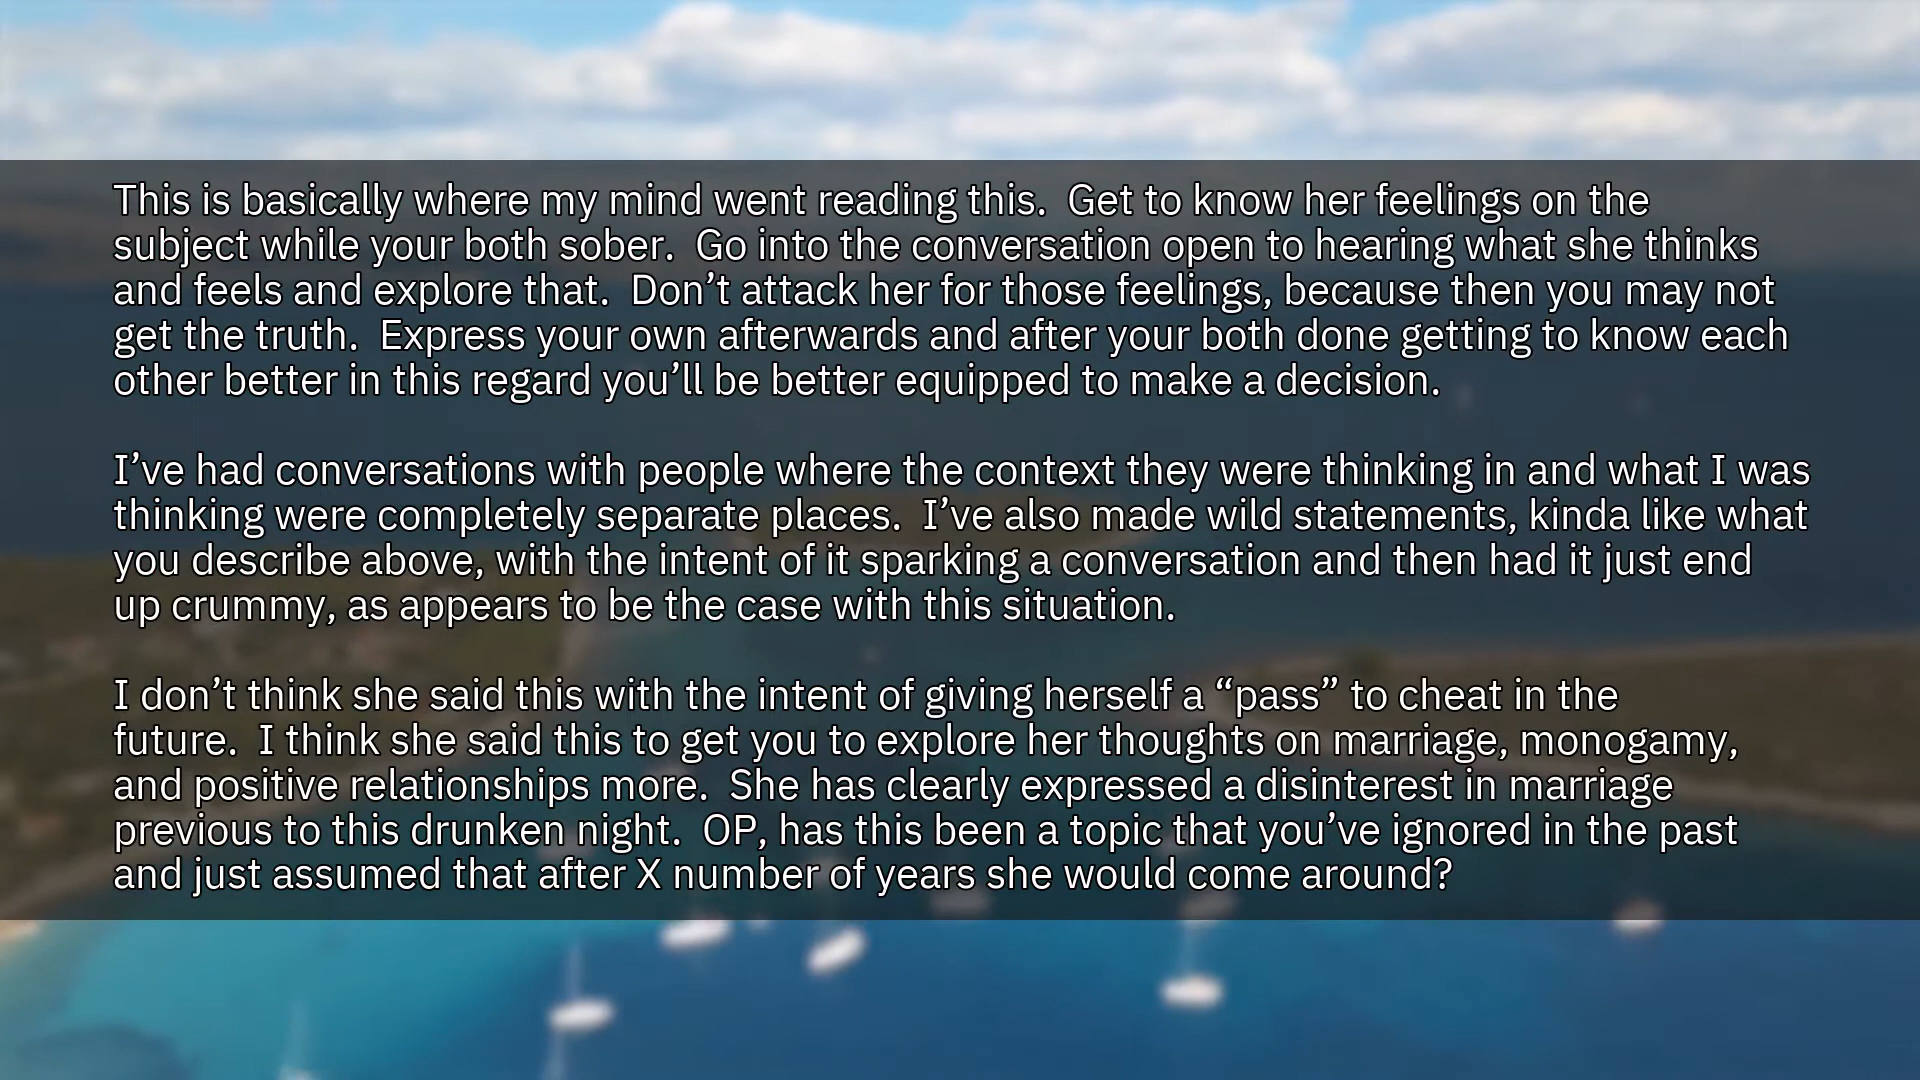 This is basically where my mind went reading this.  Get to know her feelings on the
subject while your both sober.  Go into the conversation open to hearing what she thinks
and feels and explore that.  Don’t attack her for those feelings, because then you may not
get the truth.  Express your own afterwards and after your both done getting to know each
other better in this regard you’ll be better equipped to make a decision.

I’ve had conversations with people where the context they were thinking in and what I was
thinking were completely separate places.  I’ve also made wild statements, kinda like what
you describe above, with the intent of it sparking a conversation and then had it just end
up crummy, as appears to be the case with this situation.

I don’t think she said this with the intent of giving herself a “pass” to cheat in the
future.  I think she said this to get you to explore her thoughts on marriage, monogamy,
and positive relationships more.  She has clearly expressed a disinterest in marriage
previous to this drunken night.  OP, has this been a topic that you’ve ignored in the past
and just assumed that after X number of years she would come around?